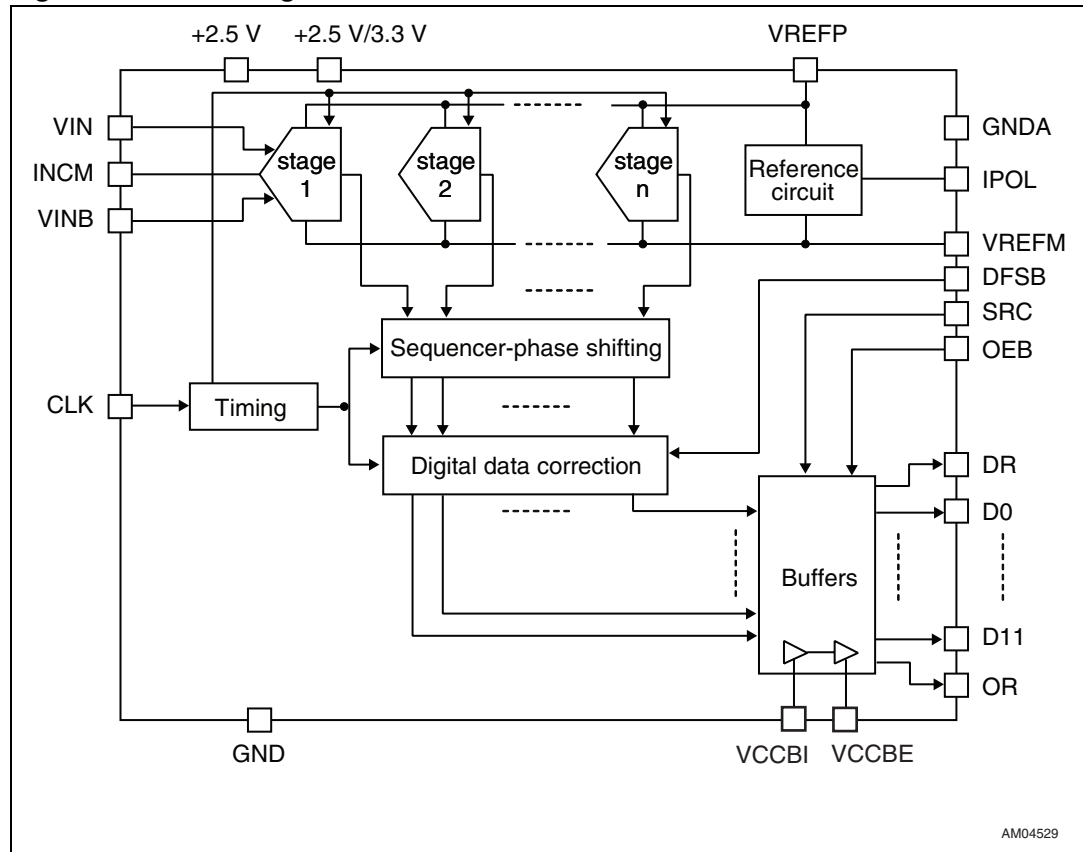 +2.5 V
+2.5 V/3.3 V
VREFP
VIN
INCM
VINB
stage
1
stage
2
stage
n
Reference
circuit
GNDA
IPOL
VREFM
DFSB
SRC
OEB
Sequencer-phase shifting
CLK
Timing
Digital data correction
DR
D0
Buffers
D11
OR
GND
VCCBI
VCCBE
AM04529